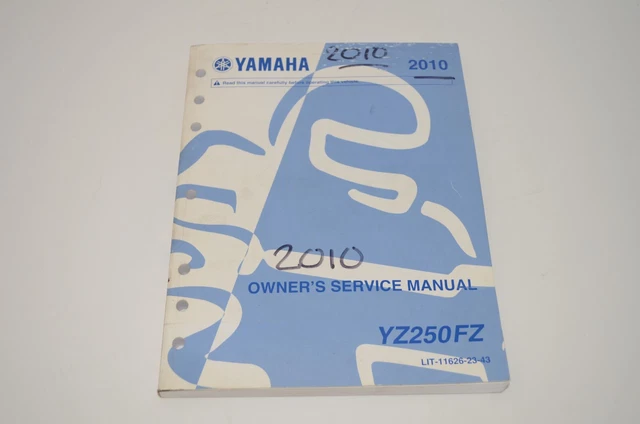 YAMAHA 2010 2010
Read this manual carefully before operating this vehicle.
2010
OWNER'S SERVICE MANUAL
YZ250FZ
LIT-11626-23-43